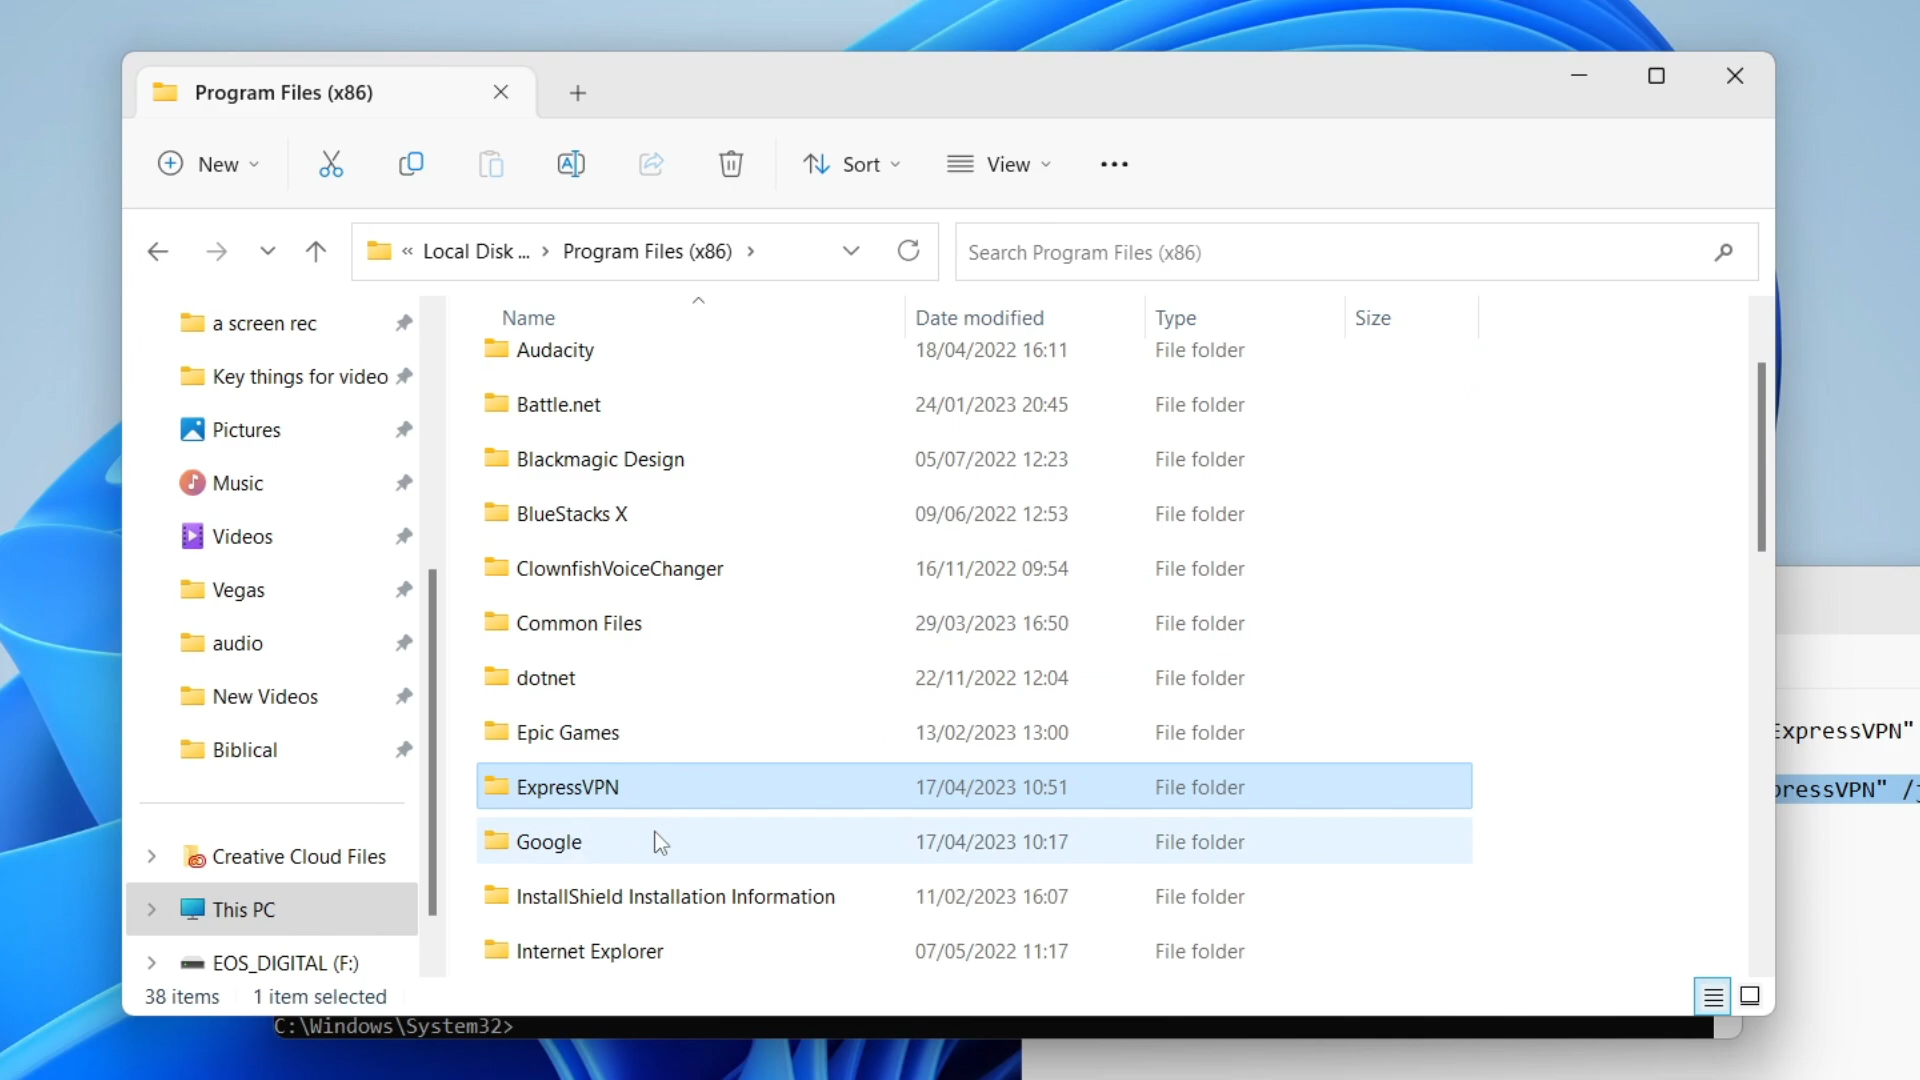 Program Files (x86)
New
Sort
View
« Local Disk ... › Program Files (x86) ›
Search Program Files (x86)
a screen rec
Key things for video
Pictures
Music
Videos
Vegas
audio
New Videos
Biblical
Creative Cloud Files
This PC
EOS_DIGITAL (F:)
Name Date modified Type Size
Audacity 18/04/2022 16:11 File folder
Battle.net 24/01/2023 20:45 File folder
Blackmagic Design 05/07/2022 12:23 File folder
BlueStacks X 09/06/2022 12:53 File folder
ClownfishVoiceChanger 16/11/2022 09:54 File folder
Common Files 29/03/2023 16:50 File folder
dotnet 22/11/2022 12:04 File folder
Epic Games 13/02/2023 13:00 File folder
ExpressVPN 17/04/2023 10:51 File folder
Google 17/04/2023 10:17 File folder
InstallShield Installation Information 11/02/2023 16:07 File folder
Internet Explorer 07/05/2022 11:17 File folder
38 items 1 item selected
ExpressVPN"
pressVPN" /j
C:\Windows\System32>